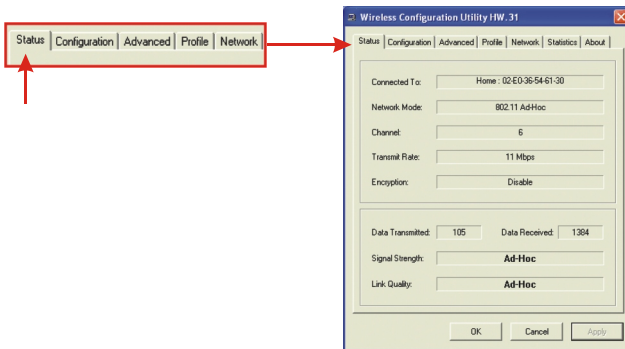 Status Configuration Advanced Profile Network
Wireless Configuration Utility HW.31
Status Configuration Advanced Profile Network Statistics About
Connected To: Home : 02-E0-36-54-61-30
Network Mode: 802.11 Ad-Hoc
Channel: 6
Transmit Rate: 11 Mbps
Encryption: Disable
Data Transmitted: 105 Data Received: 1384
Signal Strength: Ad-Hoc
Link Quality: Ad-Hoc
OK Cancel Apply